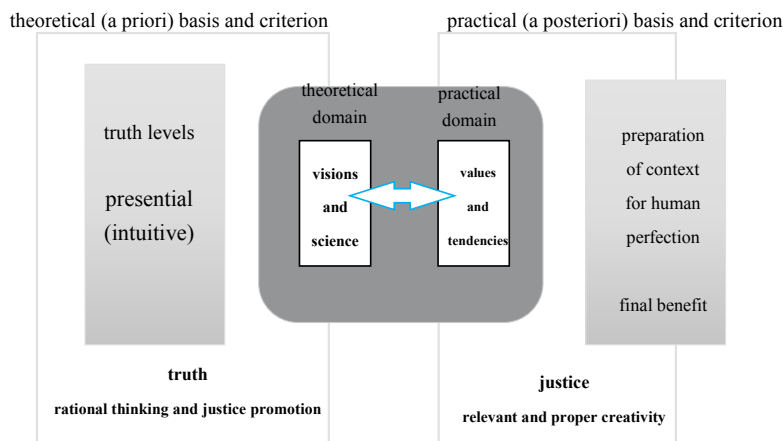 theoretical (a priori) basis and criterion
practical (a posteriori) basis and criterion
truth levels
presential
(intuitive)
theoretical
domain
visions
and
science
practical
domain
values
and
tendencies
preparation
of context
for human
perfection
final benefit
truth
rational thinking and justice promotion
justice
relevant and proper creativity